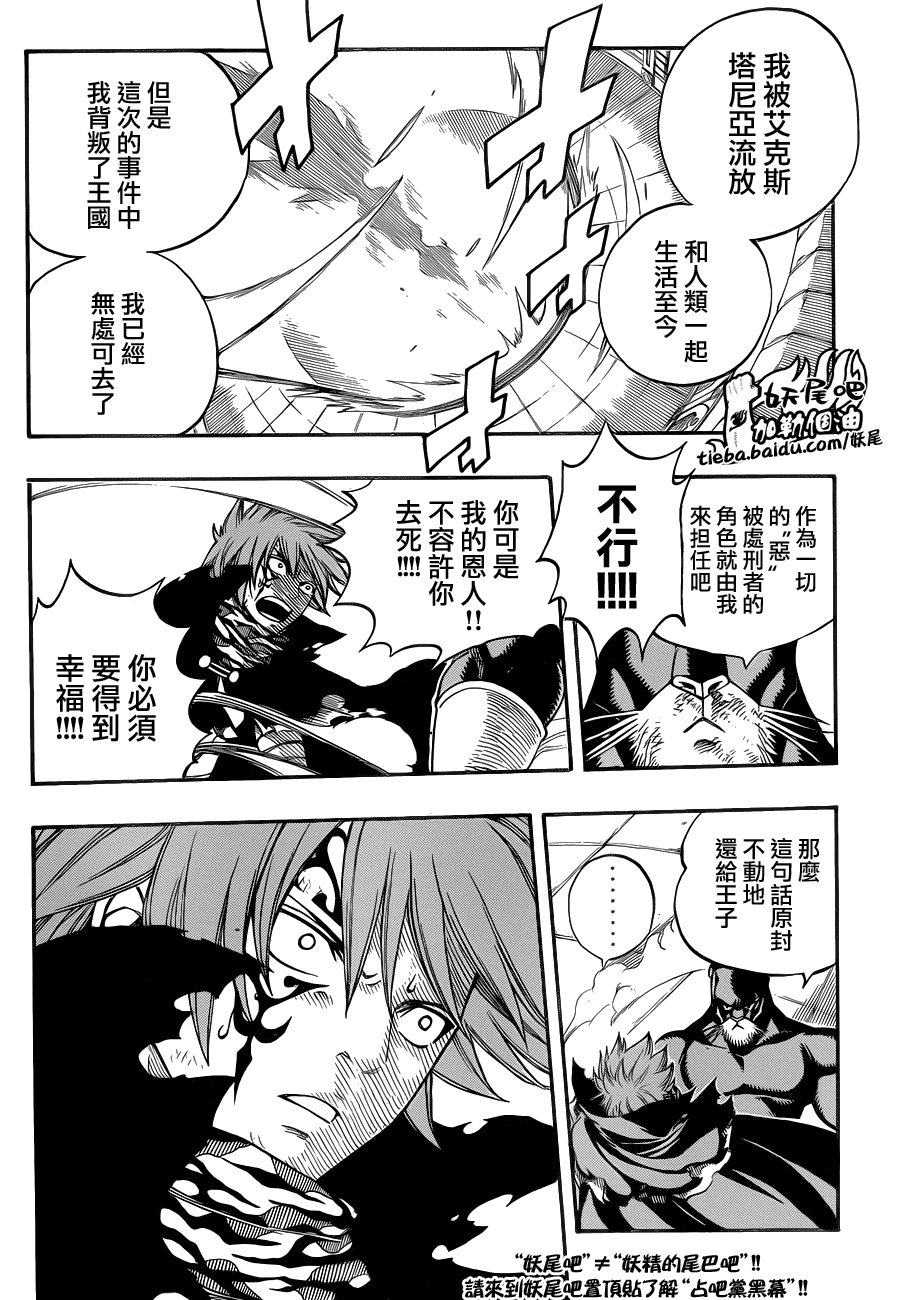 我被艾克斯
塔尼亞流放
和人類一起
生活至今
但是
這次的事件中
我背叛了王國
我已經
無處可去了
妖尾吧
加勒個油
tieba.baidu.com/妖尾
作為一切
的〝惡〞
被處刑者的
角色就由我
來担任吧
不行!!!!
你可是
我的恩人!!
不容許你
去死!!!!
你必須
要得到
幸福!!!!
那麼
這句話原封
不動地
還給王子
………
“妖尾吧”≠“妖精的尾巴吧”!!
請來到妖尾吧置頂貼了解“占吧黨黑幕”!!